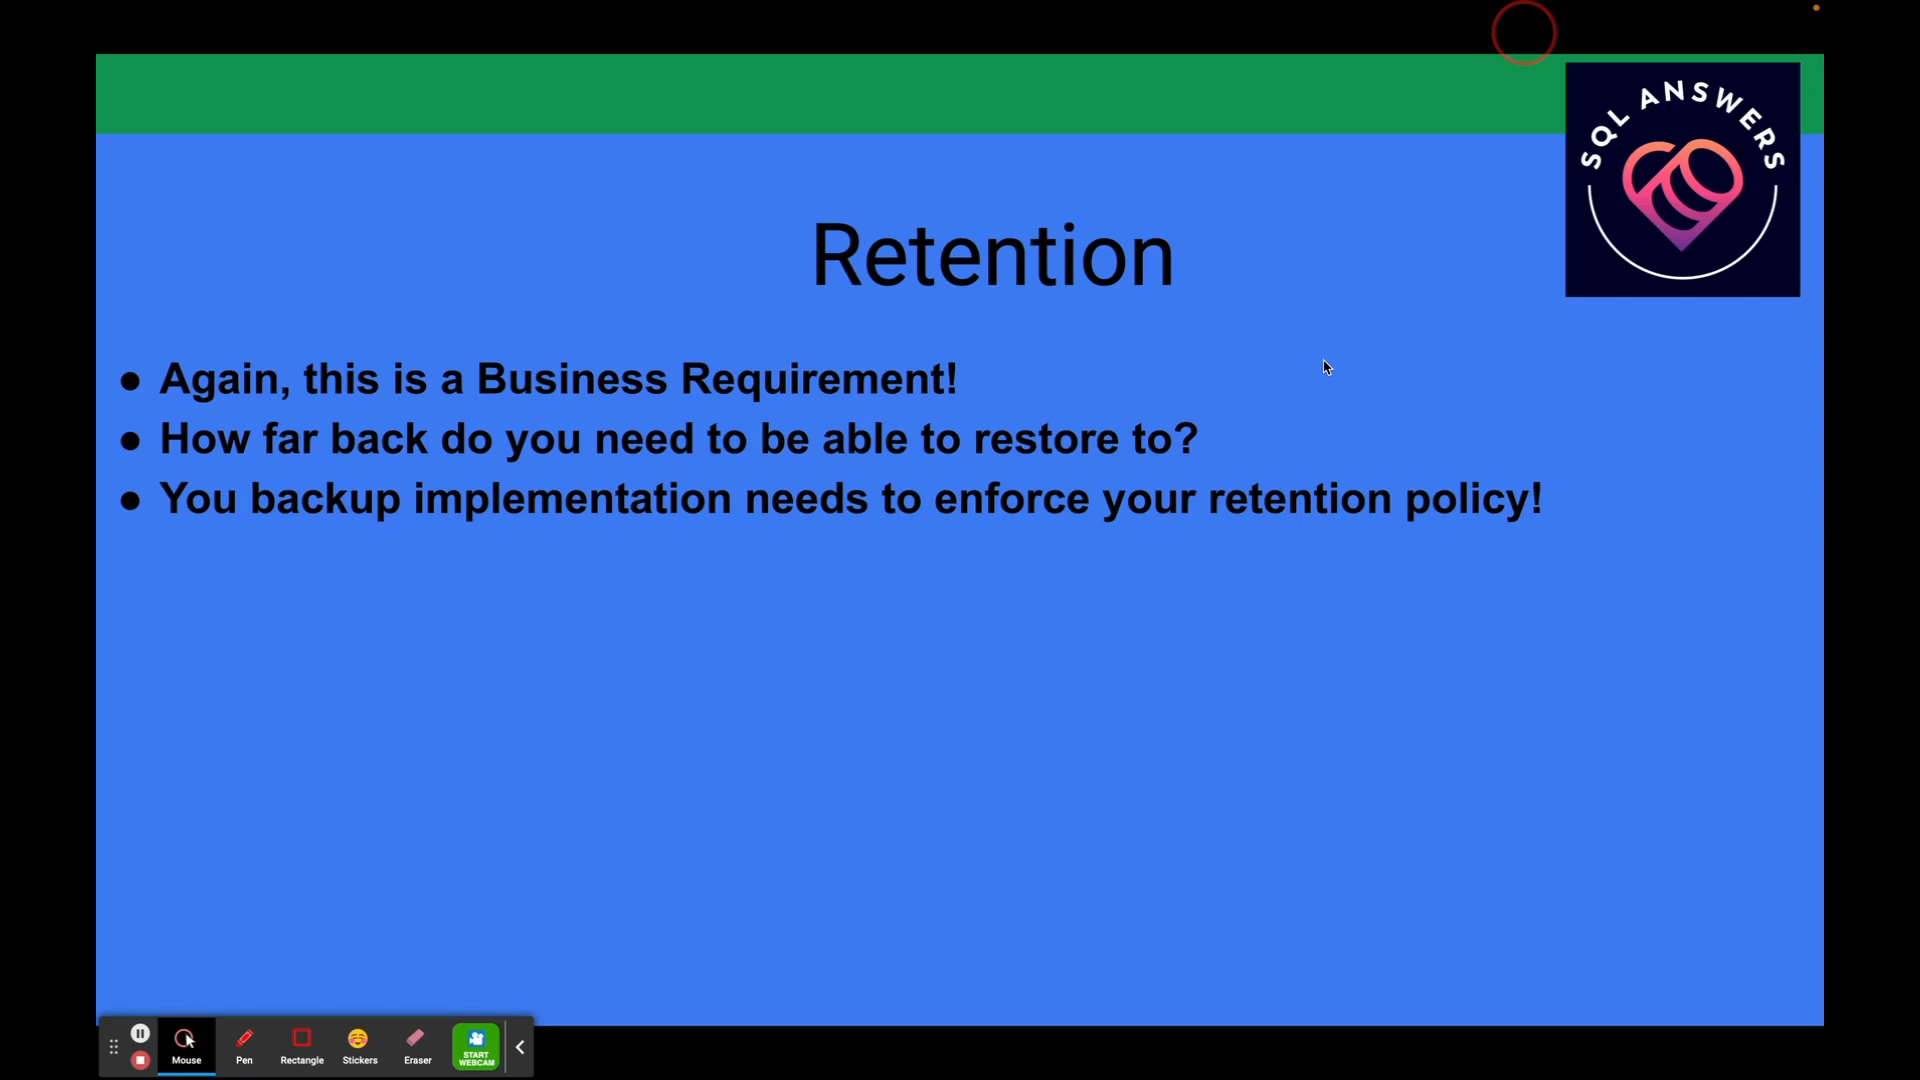 SQL ANSWERS
Retention
● Again, this is a Business Requirement!
● How far back do you need to be able to restore to?
● You backup implementation needs to enforce your retention policy!
Mouse
Pen
Rectangle
Stickers
Eraser
START
WEBCAM